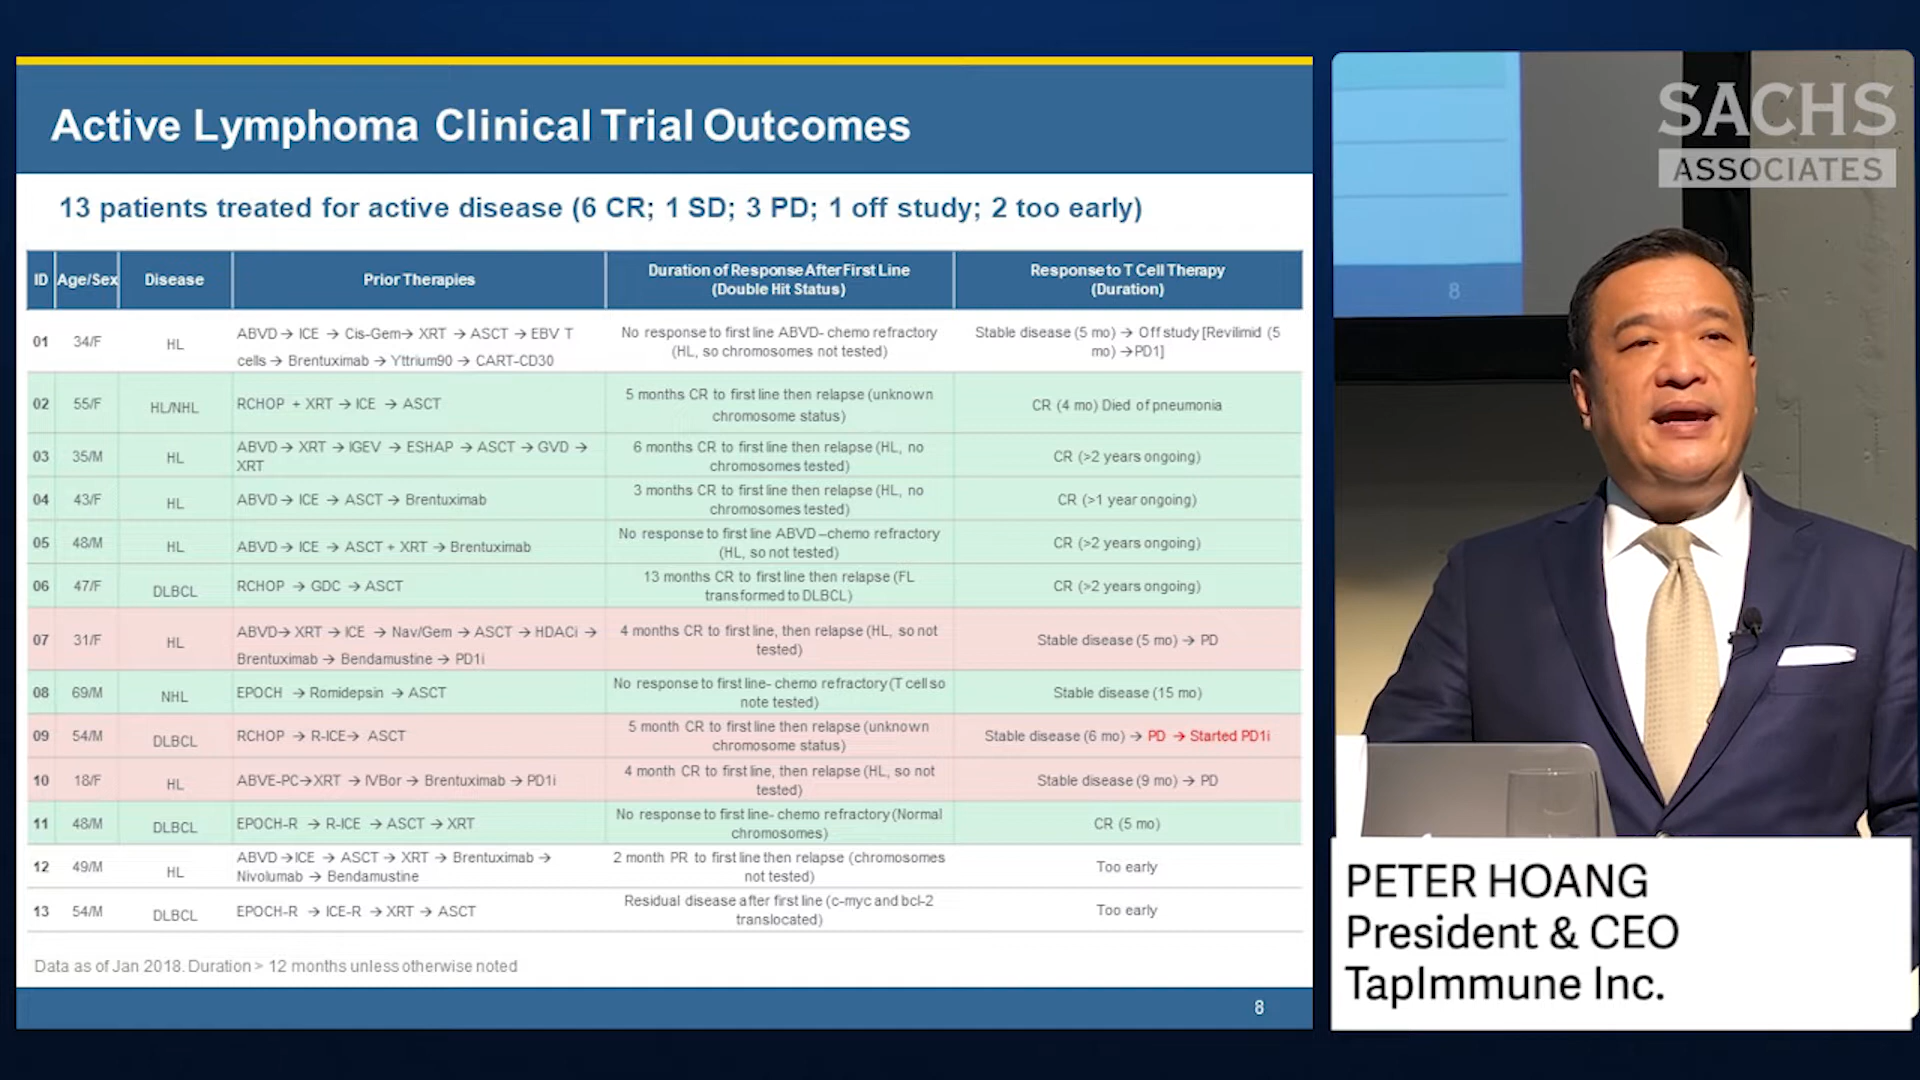 Active Lymphoma Clinical Trial Outcomes
13 patients treated for active disease (6 CR; 1 SD; 3 PD; 1 off study; 2 too early)
ID Age/Sex Disease Prior Therapies Duration of Response After First Line (Double Hit Status) Response to T Cell Therapy (Duration)
01 34/F HL ABVD → ICE → Cis-Gem→ XRT → ASCT → EBV T cells → Brentuximab → Yttrium90 → CART-CD30 No response to first line ABVD- chemo refractory (HL, so chromosomes not tested) Stable disease (5 mo) → Off study [Revilimid (5 mo) →PD1]
02 55/F HL/NHL RCHOP + XRT → ICE → ASCT 5 months CR to first line then relapse (unknown chromosome status) CR (4 mo) Died of pneumonia
03 35/M HL ABVD → XRT → IGEV → ESHAP → ASCT → GVD → XRT 6 months CR to first line then relapse (HL, no chromosomes tested) CR (>2 years ongoing)
04 43/F HL ABVD → ICE → ASCT → Brentuximab 3 months CR to first line then relapse (HL, no chromosomes tested) CR (>1 year ongoing)
05 48/M HL ABVD → ICE → ASCT + XRT → Brentuximab No response to first line ABVD –chemo refractory (HL, so not tested) CR (>2 years ongoing)
06 47/F DLBCL RCHOP → GDC → ASCT 13 months CR to first line then relapse (FL transformed to DLBCL) CR (>2 years ongoing)
07 31/F HL ABVD→ XRT → ICE → Nav/Gem → ASCT → HDACi → Brentuximab → Bendamustine → PD1i 4 months CR to first line, then relapse (HL, so not tested) Stable disease (5 mo) → PD
08 69/M NHL EPOCH → Romidepsin → ASCT No response to first line- chemo refractory (T cell so note tested) Stable disease (15 mo)
09 54/M DLBCL RCHOP → R-ICE→ ASCT 5 month CR to first line then relapse (unknown chromosome status) Stable disease (6 mo) → PD → Started PD1i
10 18/F HL ABVE-PC→XRT → IVBor → Brentuximab → PD1i 4 month CR to first line, then relapse (HL, so not tested) Stable disease (9 mo) → PD
11 48/M DLBCL EPOCH-R → R-ICE → ASCT → XRT No response to first line- chemo refractory (Normal chromosomes) CR (5 mo)
12 49/M HL ABVD →ICE → ASCT → XRT → Brentuximab → Nivolumab → Bendamustine 2 month PR to first line then relapse (chromosomes not tested) Too early
13 54/M DLBCL EPOCH-R → ICE-R → XRT → ASCT Residual disease after first line (c-myc and bcl-2 translocated) Too early
Data as of Jan 2018. Duration > 12 months unless otherwise noted
8
SACHS
ASSOCIATES
8
PETER HOANG
President & CEO
TapImmune Inc.